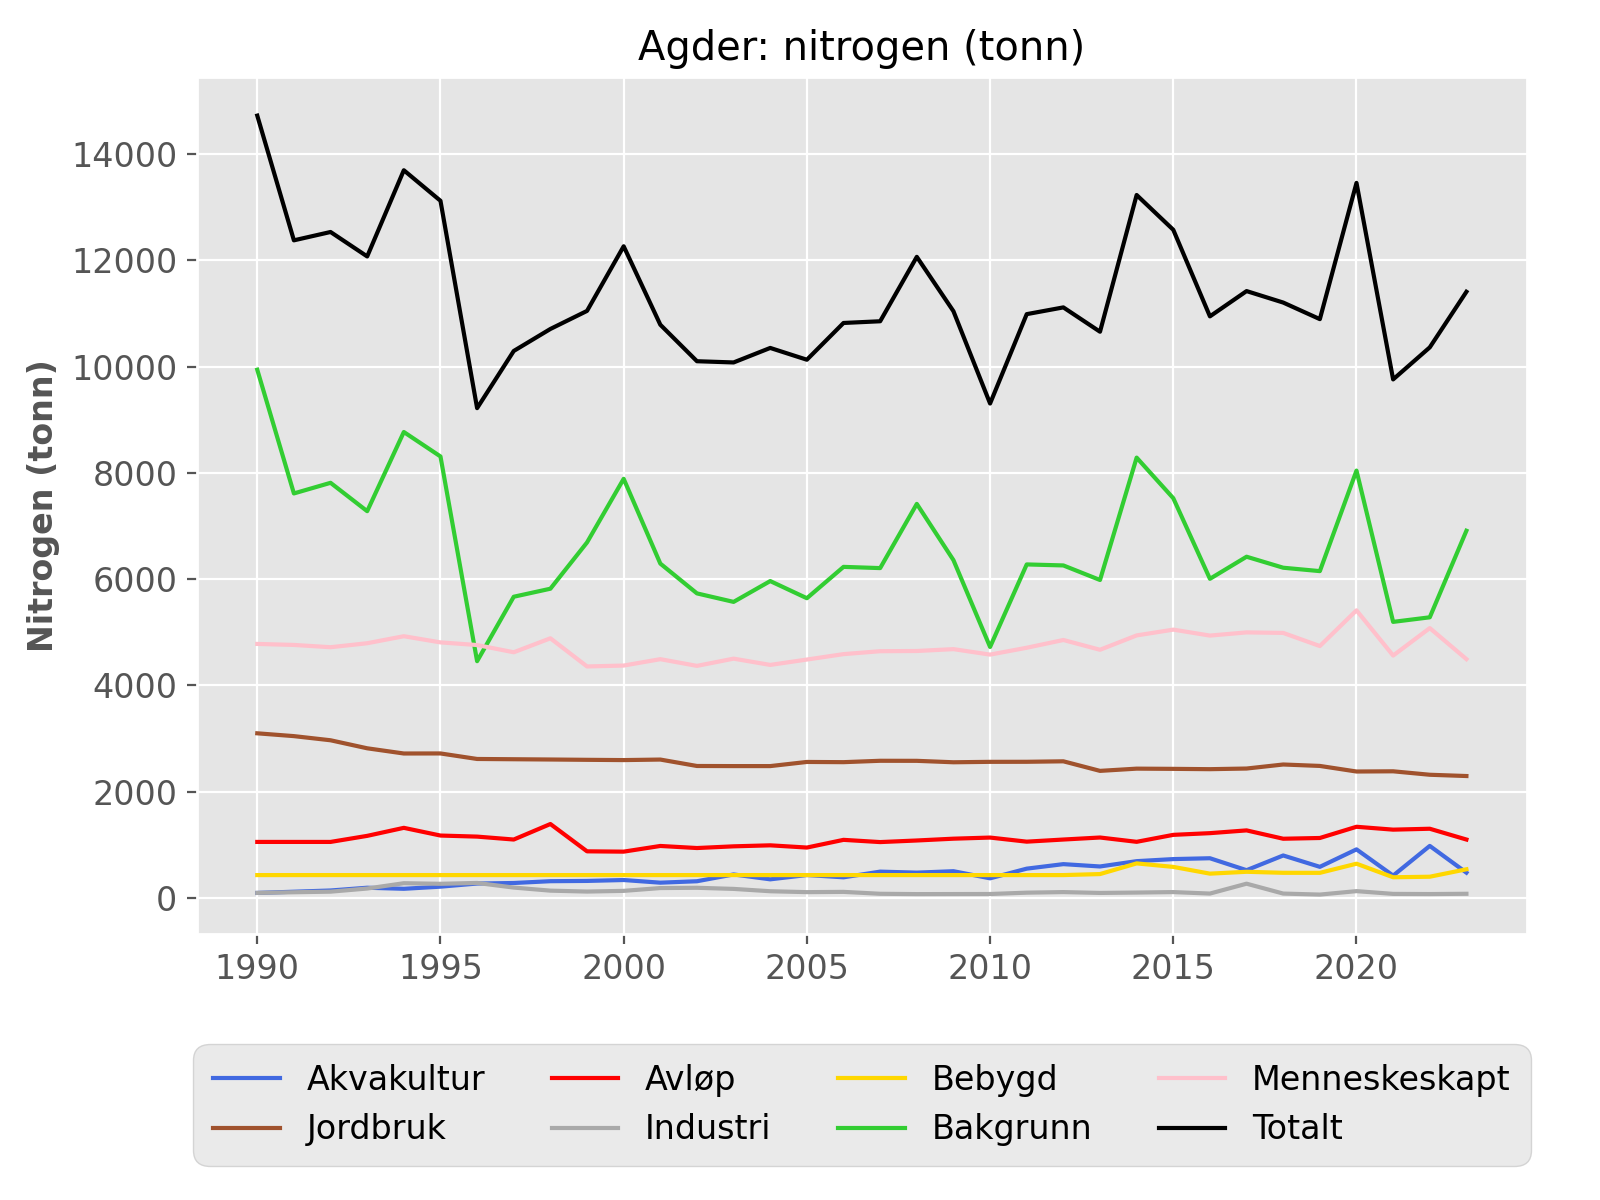 Agder: nitrogen (tonn)
Nitrogen (tonn)
14000
12000
10000
8000
6000
4000
2000
0
1990 1995 2000 2005 2010 2015 2020
Akvakultur Avløp Bebygd Menneskeskapt
Jordbruk Industri Bakgrunn Totalt